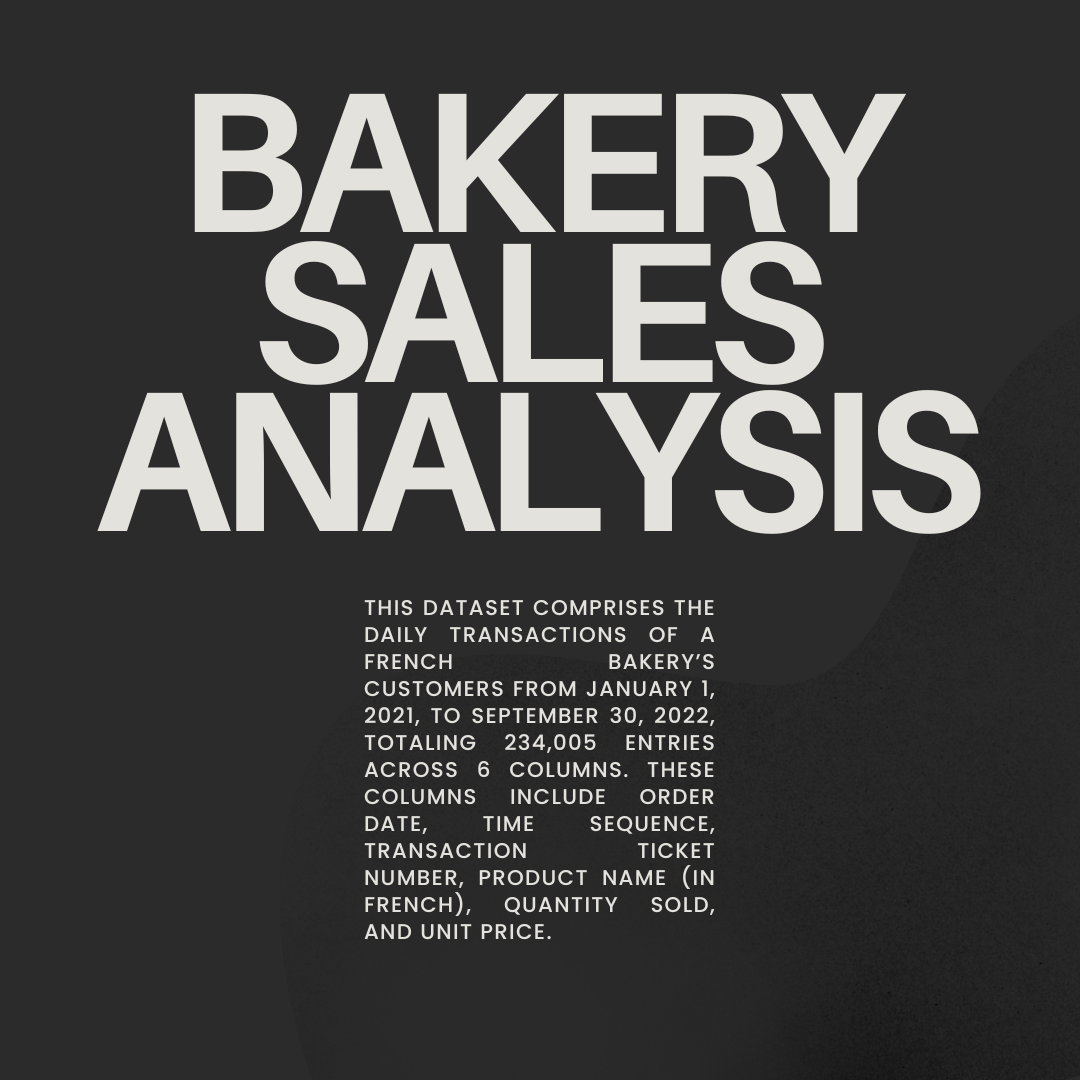 BAKERY
SALES
ANALYSIS
THIS DATASET COMPRISES THE
DAILY TRANSACTIONS OF A
FRENCH BAKERY’S
CUSTOMERS FROM JANUARY 1,
2021, TO SEPTEMBER 30, 2022,
TOTALING 234,005 ENTRIES
ACROSS 6 COLUMNS. THESE
COLUMNS INCLUDE ORDER
DATE, TIME SEQUENCE,
TRANSACTION TICKET
NUMBER, PRODUCT NAME (IN
FRENCH), QUANTITY SOLD,
AND UNIT PRICE.